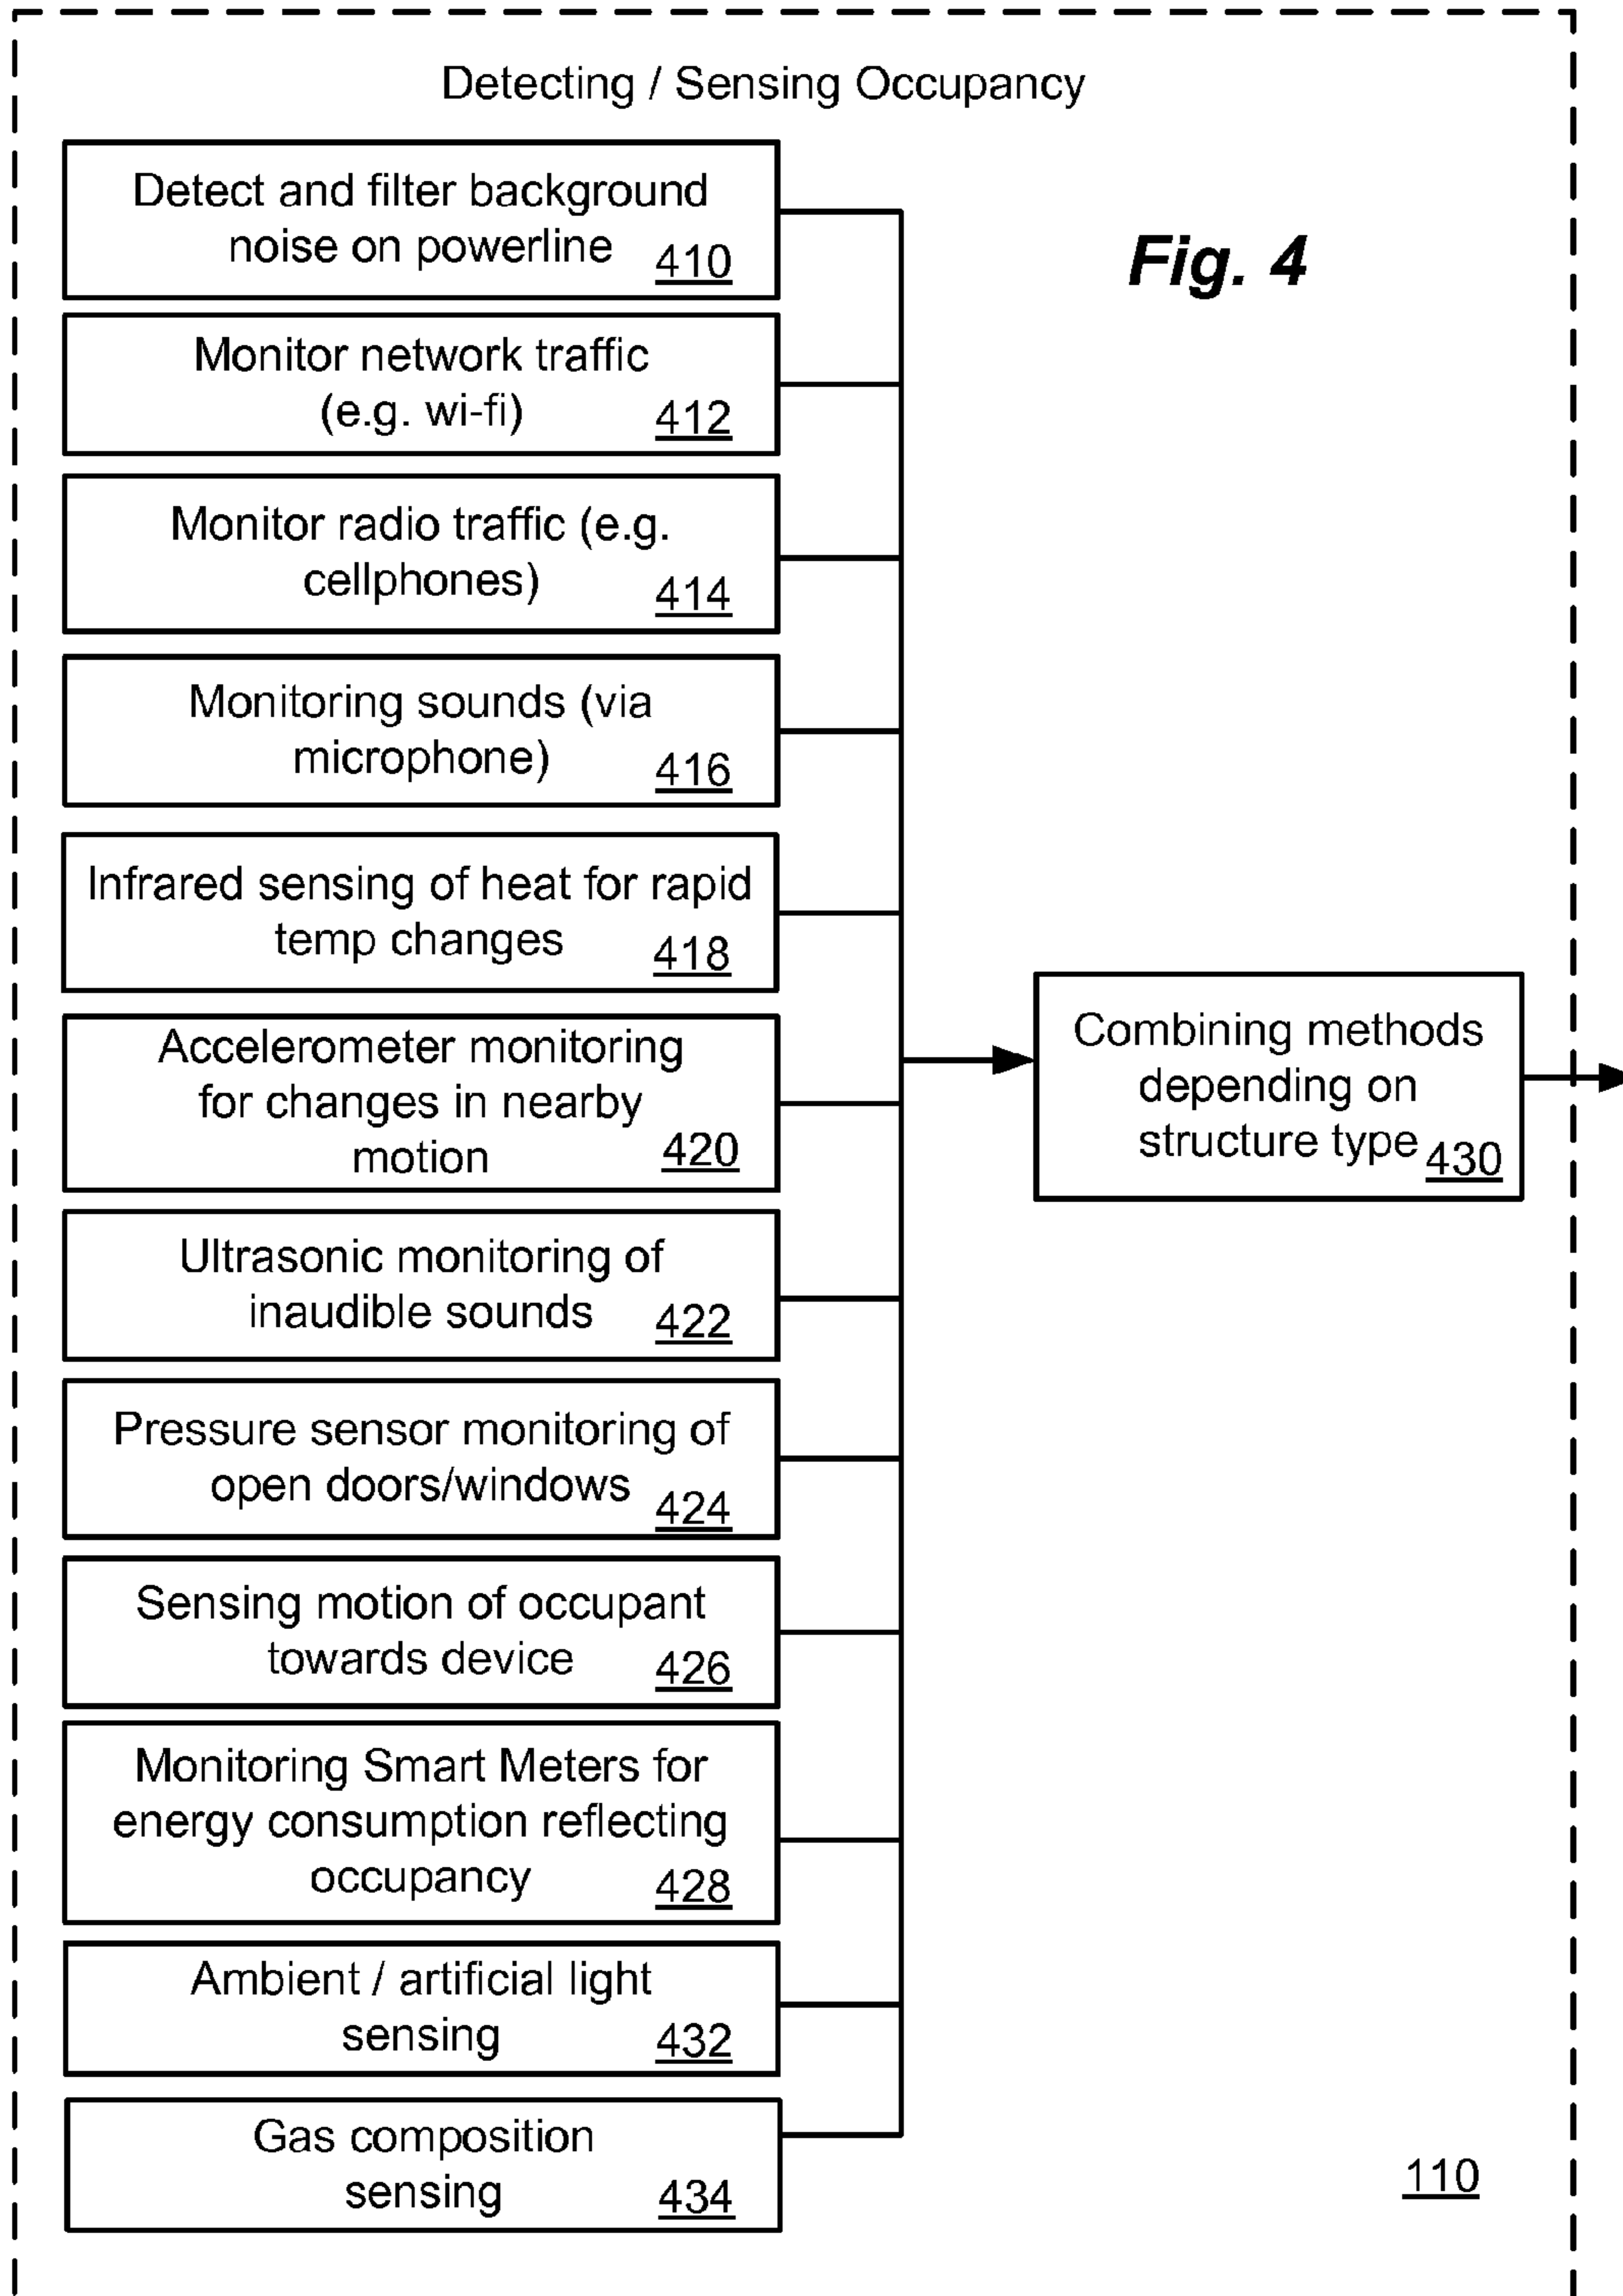 Detecting / Sensing Occupancy
Detect and filter background
noise on powerline 410
Fig. 4
Monitor network traffic
(e.g. wi-fi) 412
Monitor radio traffic (e.g.
cellphones) 414
Monitoring sounds (via
microphone) 416
Infrared sensing of heat for rapid
temp changes 418
Accelerometer monitoring
for changes in nearby
motion 420
Ultrasonic monitoring of
inaudible sounds 422
Pressure sensor monitoring of
open doors/windows 424
Sensing motion of occupant
towards device 426
Monitoring Smart Meters for
energy consumption reflecting
occupancy 428
Ambient / artificial light
sensing 432
Gas composition
sensing 434
Combining methods
depending on
structure type 430
110